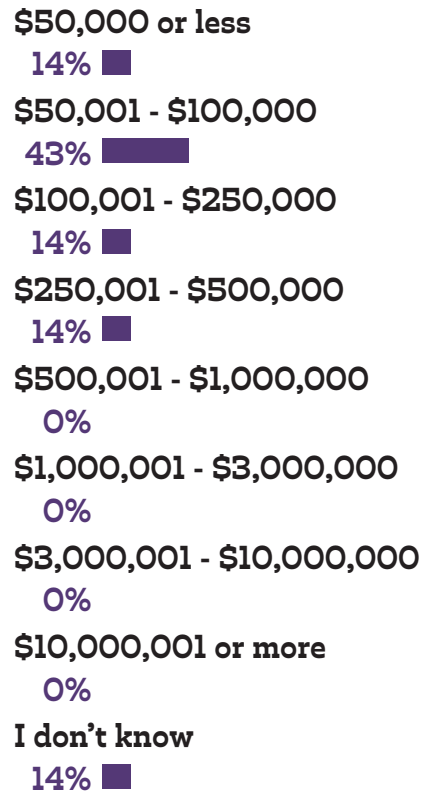 $50,000 or less
14%
$50,001 - $100,000
43%
$100,001 - $250,000
14%
$250,001 - $500,000
14%
$500,001 - $1,000,000
0%
$1,000,001 - $3,000,000
0%
$3,000,001 - $10,000,000
0%
$10,000,001 or more
0%
I don’t know
14%